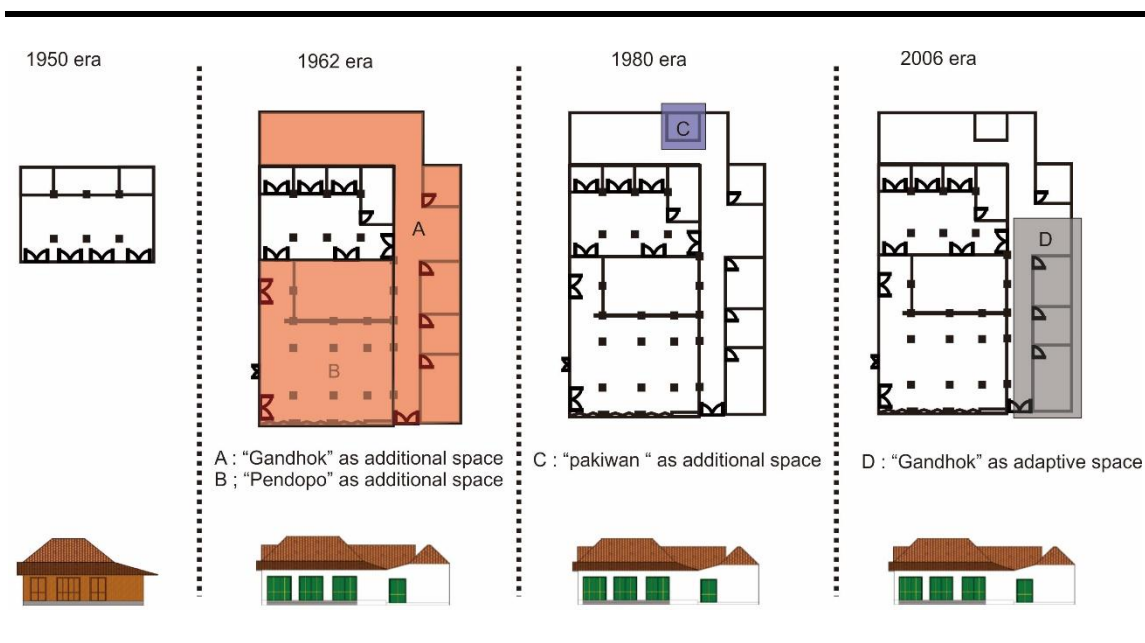 1950 era
1962 era
1980 era
2006 era
A
B
C
D
A : “Gandhok” as additional space
B ; “Pendopo” as additional space
C : “pakiwan “ as additional space
D : “Gandhok” as adaptive space